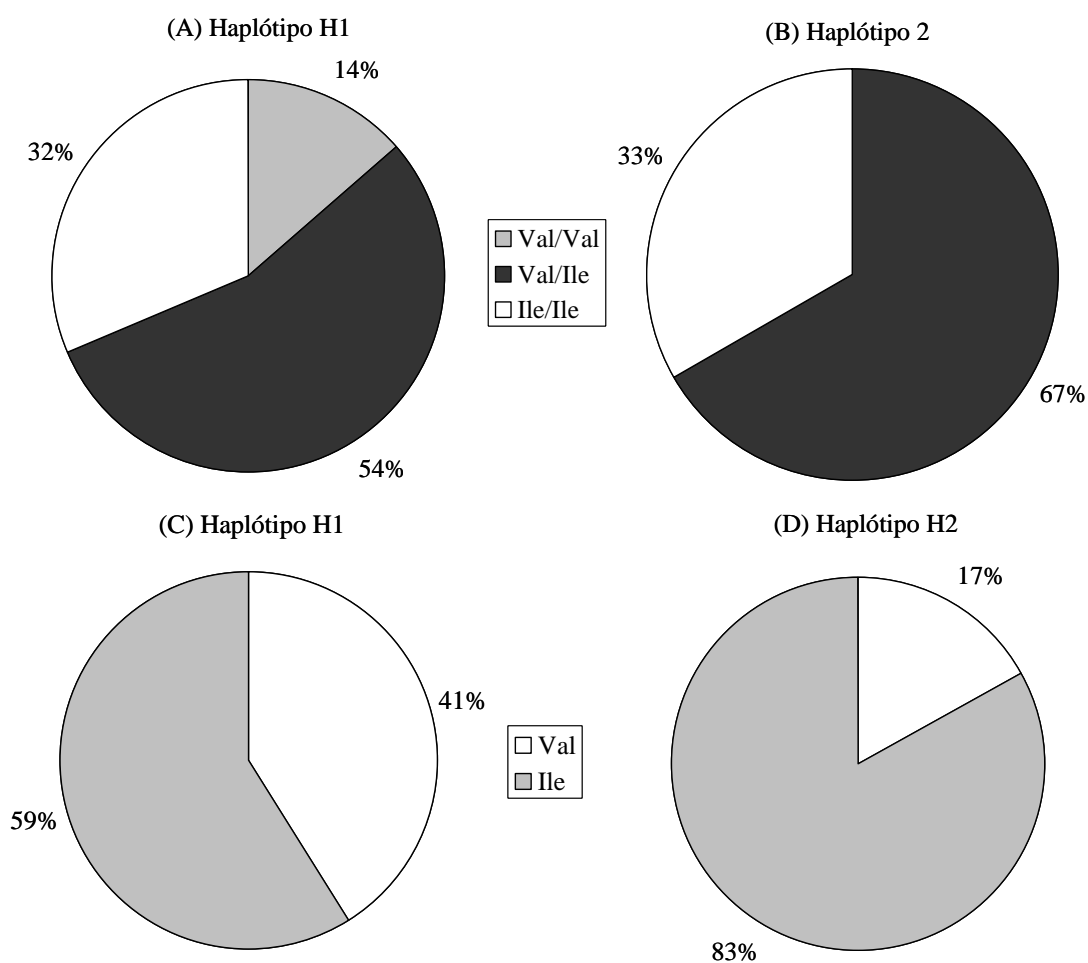 (A) Haplótipo H1
14%
32%
54%
(B) Haplótipo 2
33%
67%
Val/Val
Val/Ile
Ile/Ile
(C) Haplótipo H1
41%
59%
(D) Haplótipo H2
17%
83%
Val
Ile